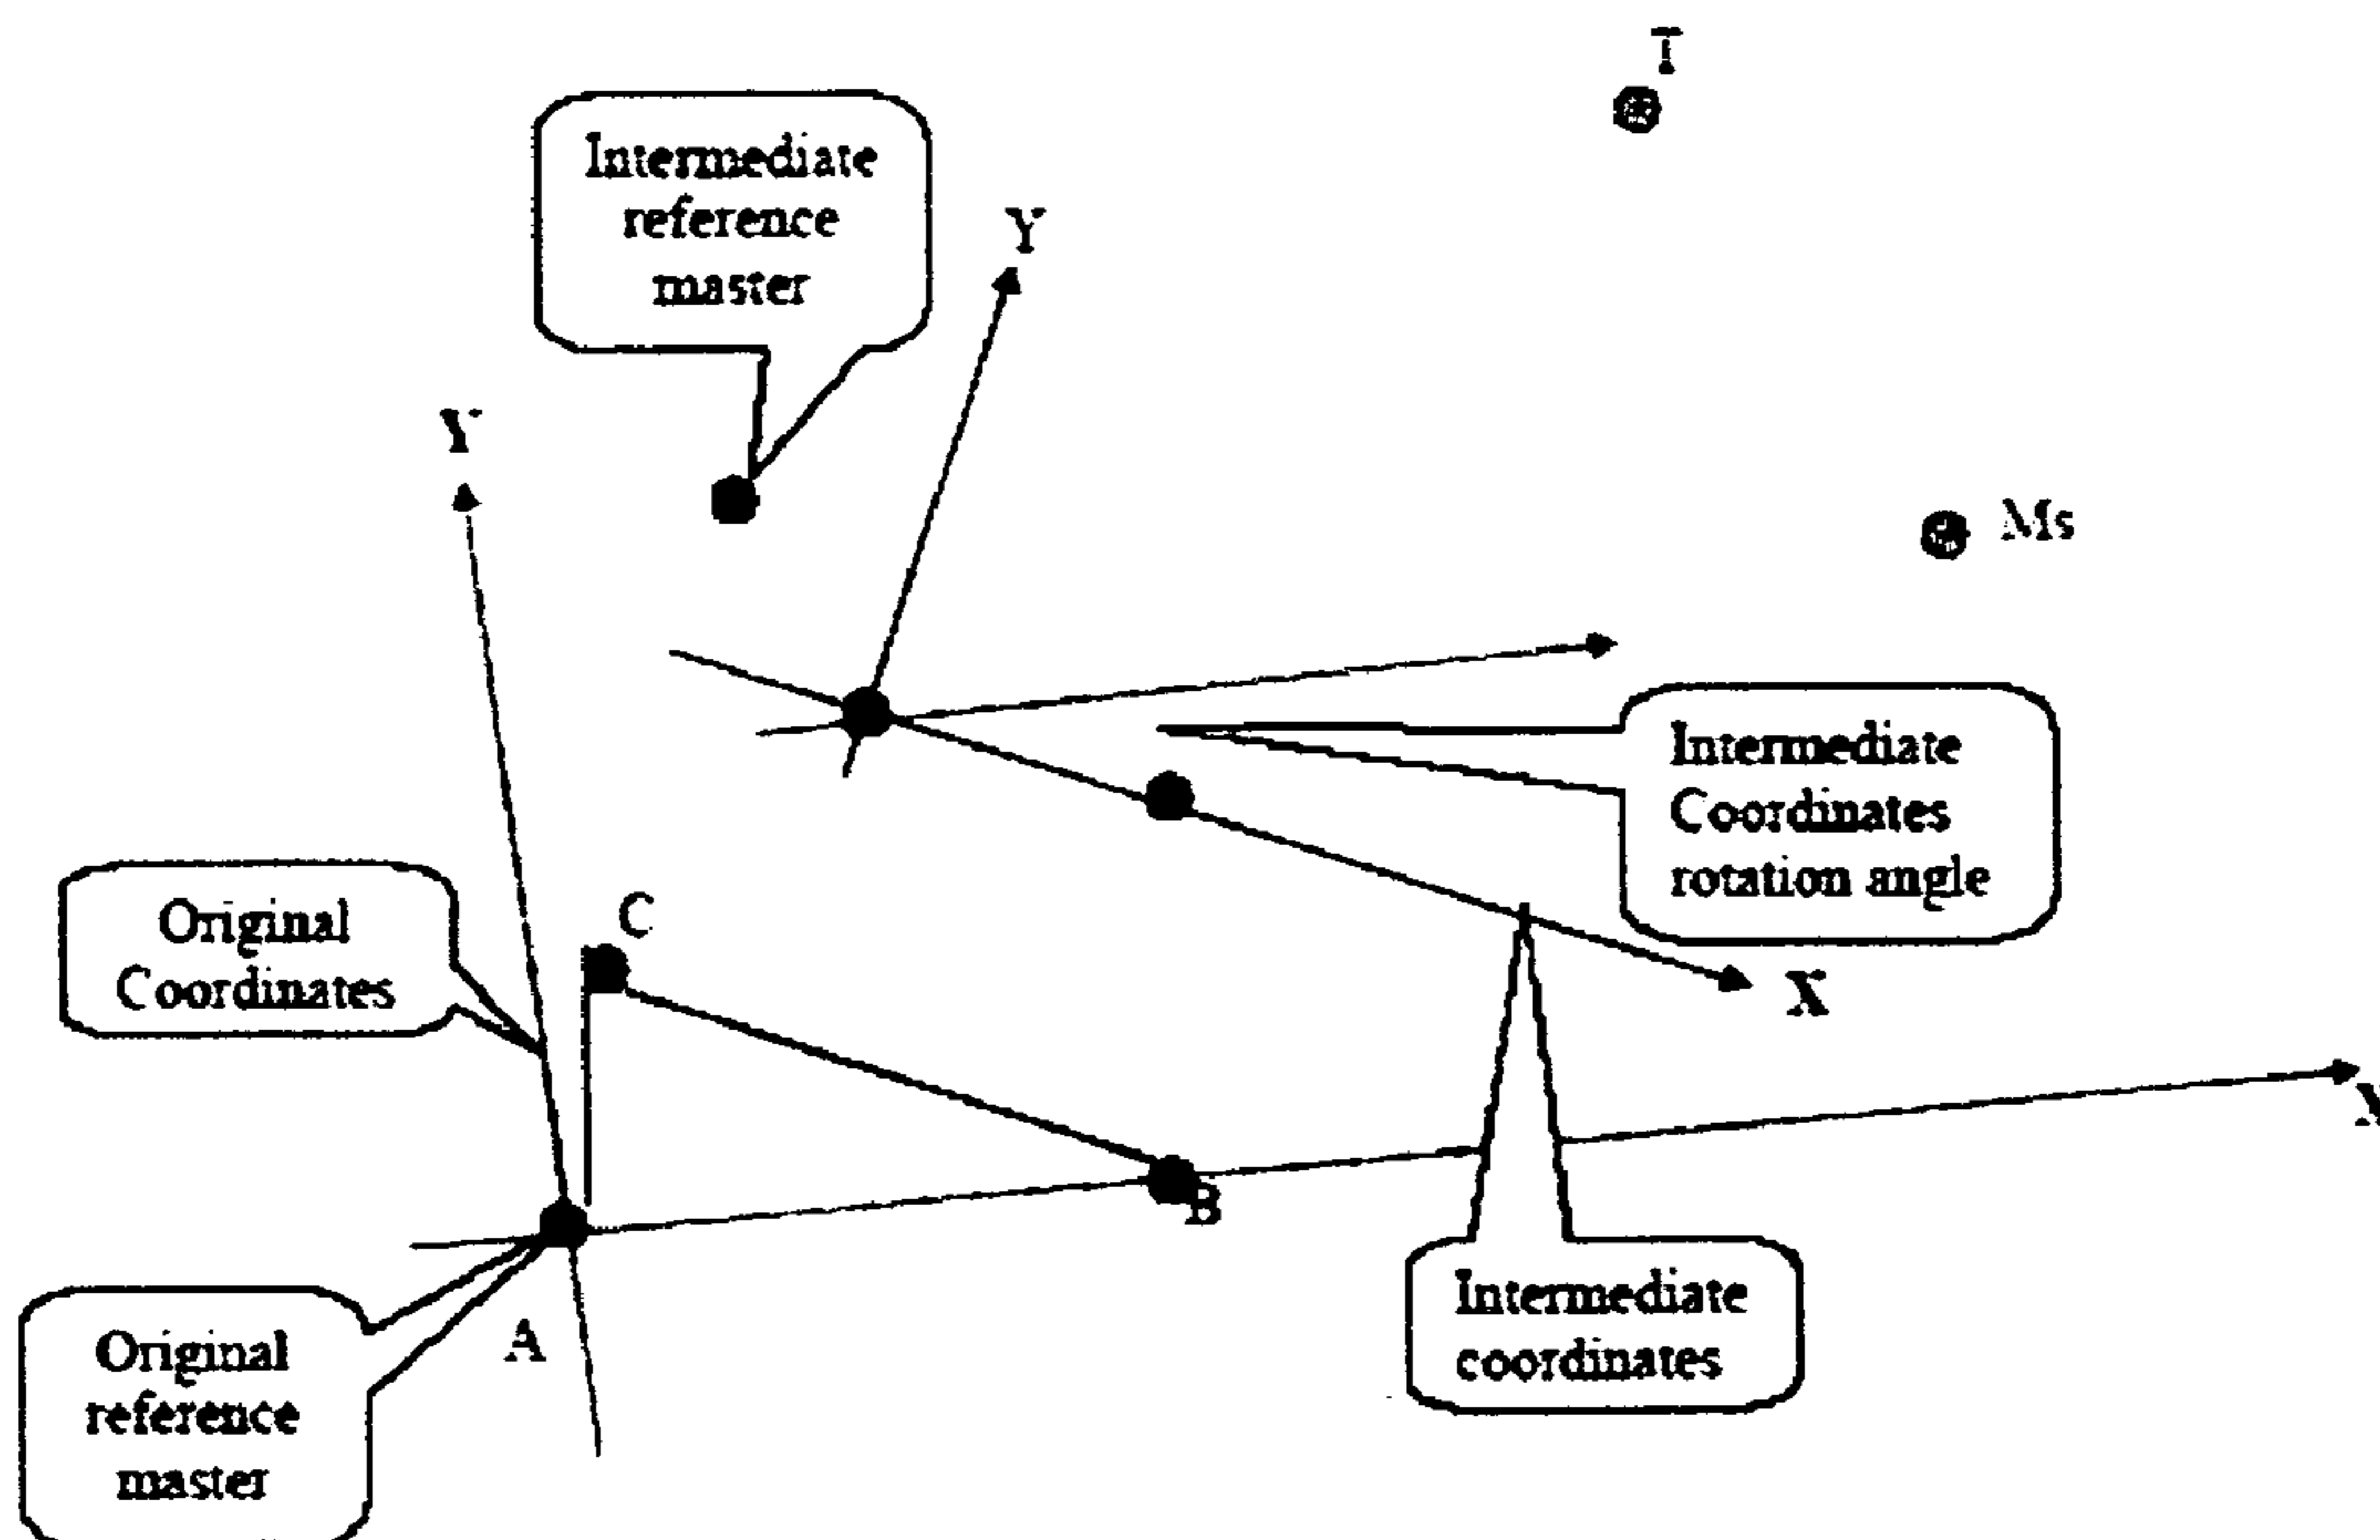 T
Intermediate
reference
master
Y
Y
Ms
Intermediate
Coordinates
rotation angle
Original
Coordinates
C
X
X
B
A
Intermediate
coordinates
Original
reference
master